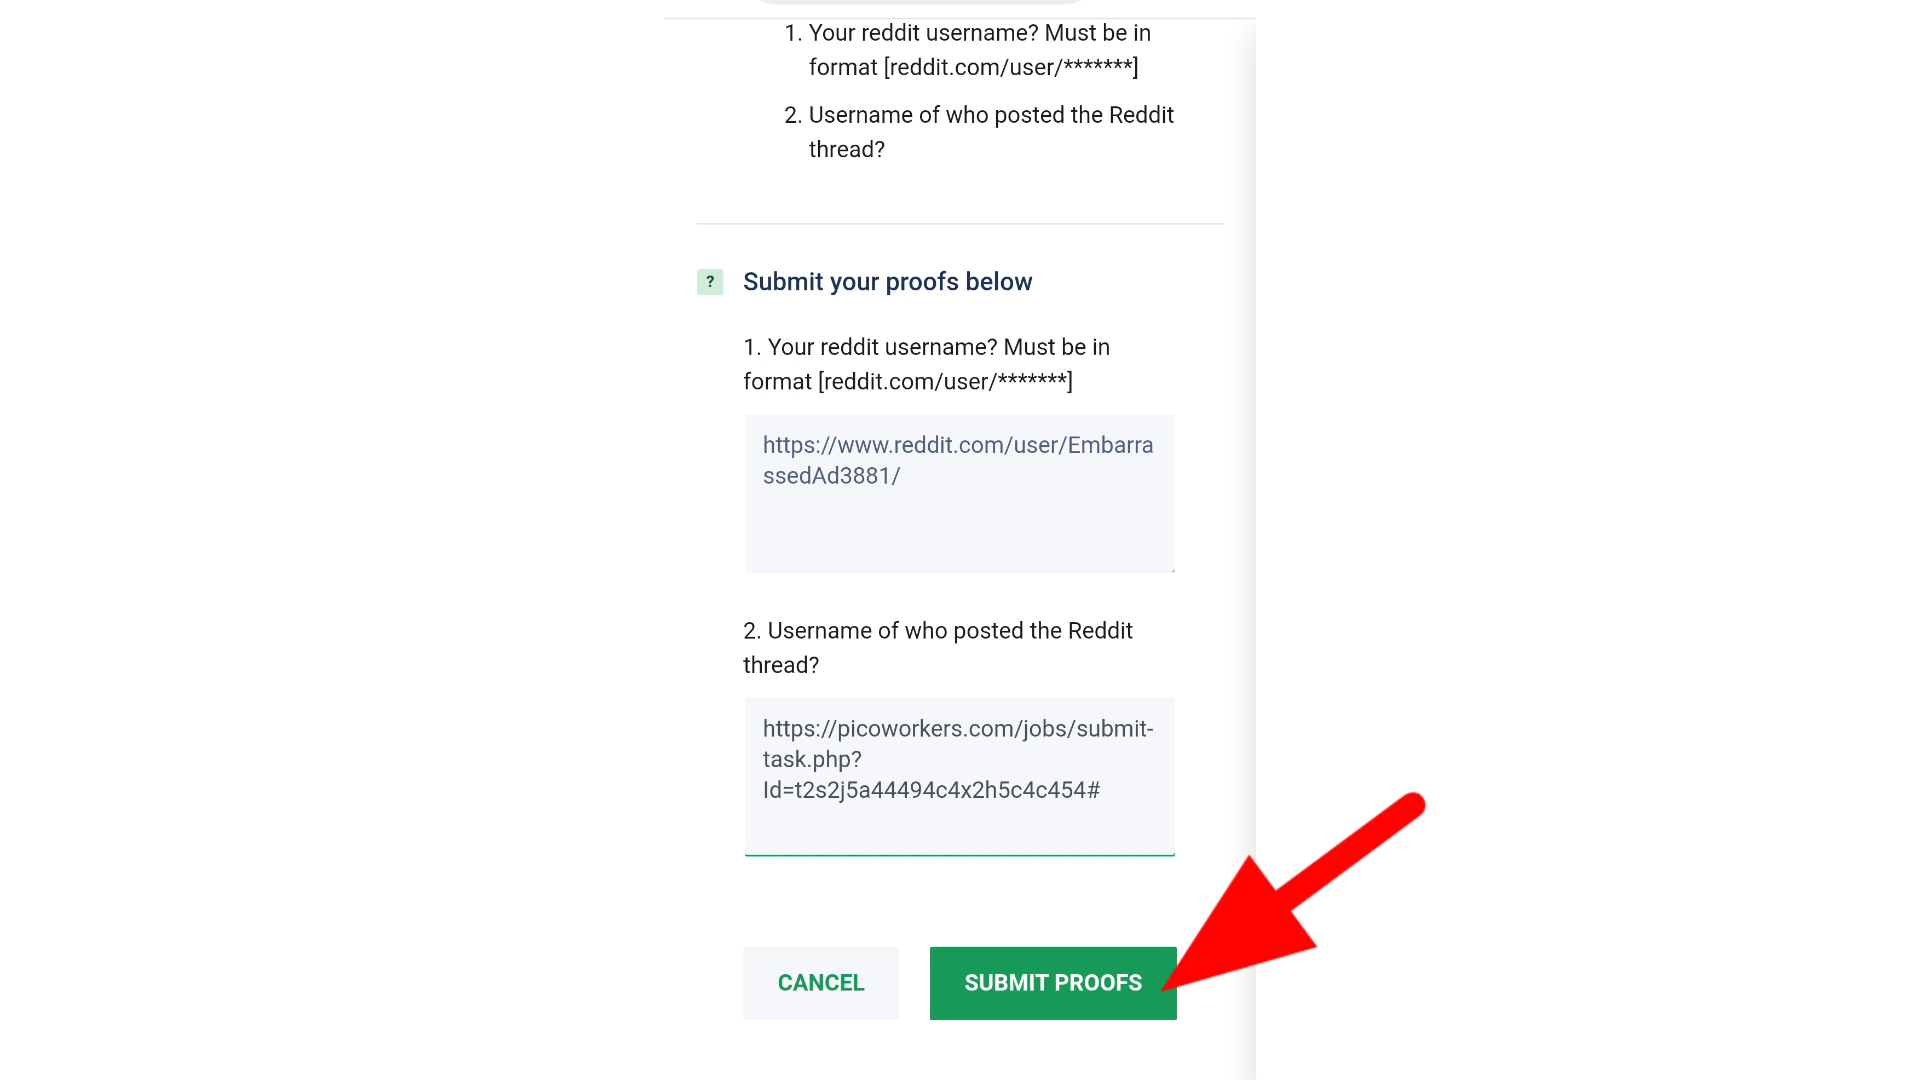 1. Your reddit username? Must be in
format [reddit.com/user/*******]
2. Username of who posted the Reddit
thread?
? Submit your proofs below
1. Your reddit username? Must be in
format [reddit.com/user/*******]
https://www.reddit.com/user/Embarra
ssedAd3881/
2. Username of who posted the Reddit
thread?
https://picoworkers.com/jobs/submit-
task.php?
Id=t2s2j5a44494c4x2h5c4c454#
CANCEL SUBMIT PROOFS